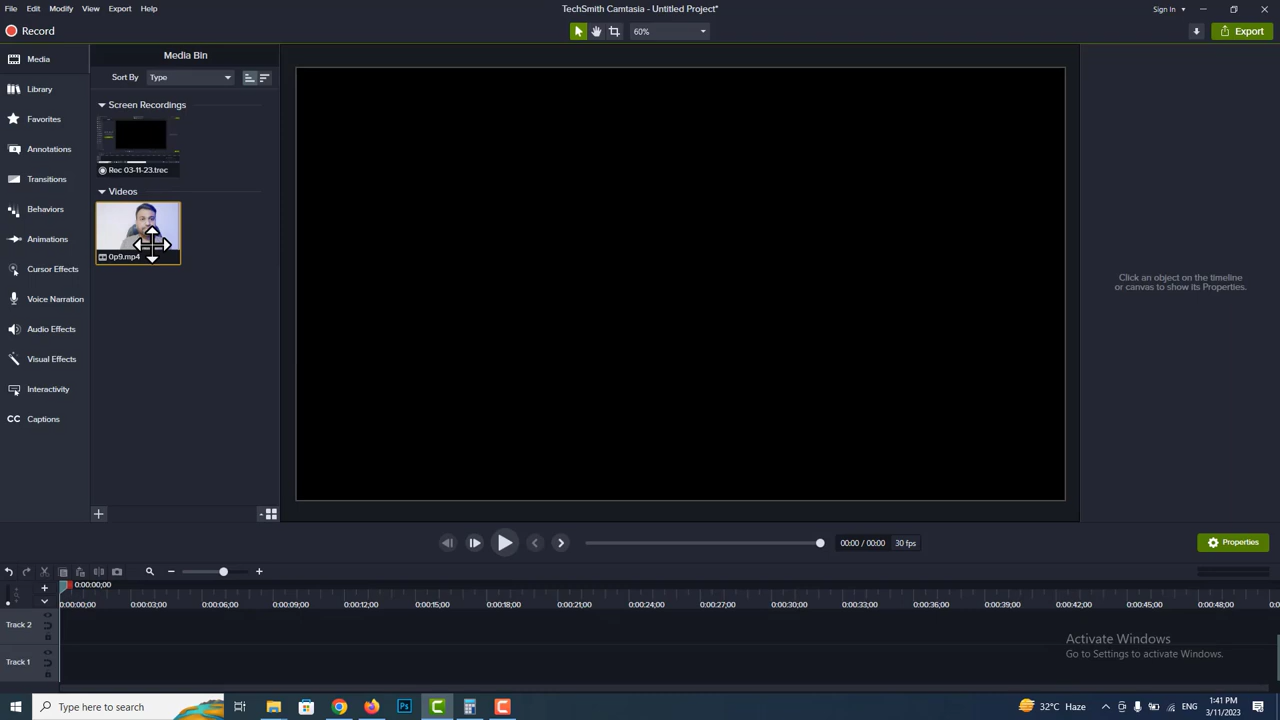 File Edit Modify View Export Help
TechSmith Camtasia - Untitled Project*
Sign In
Record
60%
Export
Media
Library
Favorites
Annotations
Transitions
Behaviors
Animations
Cursor Effects
Voice Narration
Audio Effects
Visual Effects
Interactivity
CC Captions
Media Bin
Sort By Type
Screen Recordings
Rec 03-11-23.trec
Videos
0p9.mp4
Click an object on the timeline
or canvas to show its Properties.
00:00 / 00:00 30 fps
Properties
0:00:00;00
0:00:00;00 0:00:03;00 0:00:06;00 0:00:09;00 0:00:12;00 0:00:15;00 0:00:18;00 0:00:21;00 0:00:24;00 0:00:27;00 0:00:30;00 0:00:33;00 0:00:36;00 0:00:39;00 0:00:42;00 0:00:45;00 0:00:48;00
Track 2
Track 1
Activate Windows
Go to Settings to activate Windows.
Type here to search
Ps
32°C Haze
ENG
1:41 PM
3/11/2023